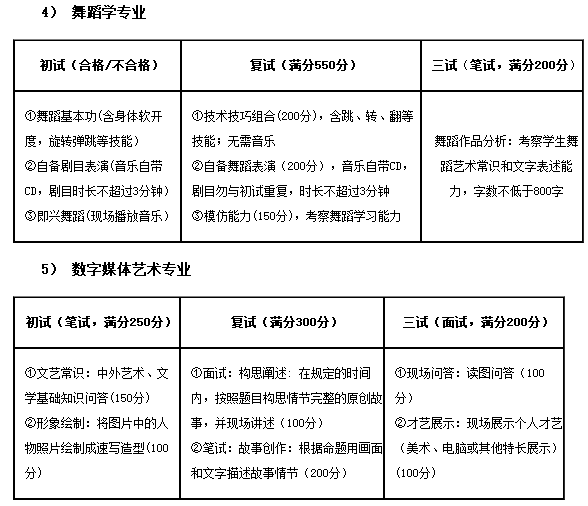 4） 舞蹈学专业
初试（合格/不合格）
复试（满分550分）
三试（笔试，满分200分）
①舞蹈基本功(含身体软开
度，旋转弹跳等技能）
②自备剧目表演(音乐自带
CD，剧目时长不超过3分钟）
③即兴舞蹈(现场播放音乐）
①技术技巧组合(200分)，含跳、转、翻等
技能；无需音乐
②自备舞蹈表演（200分），音乐自带CD，
剧目勿与初试重复，时长不超过3分钟
③模仿能力(150分)，考察舞蹈学习能力
舞蹈作品分析：考察学生舞
蹈艺术常识和文字表述能
力，字数不低于800字
5） 数字媒体艺术专业
初试（笔试，满分250分）
复试（满分300分）
三试（面试，满分200分）
①文艺常识：中外艺术、文
学基础知识问答(150分)
②形象绘制：将图片中的人
物照片绘制成速写造型(100
分)
①面试：构思阐述：在规定的时间
内，按照题目构思情节完整的原创故
事，并现场讲述（100分）
②笔试：故事创作：根据命题用画面
和文字描述故事情节（200分）
①现场问答：读图问答（100
分)
②才艺展示：现场展示个人才艺
（美术、电脑或其他特长展示）
(100分)